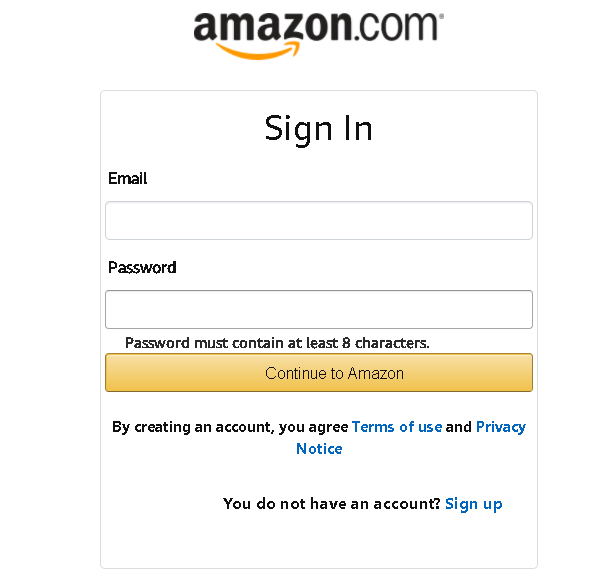 amazon.com
Sign In
Email
Password
Password must contain at least 8 characters.
Continue to Amazon
By creating an account, you agree Terms of use and Privacy
Notice
You do not have an account? Sign up